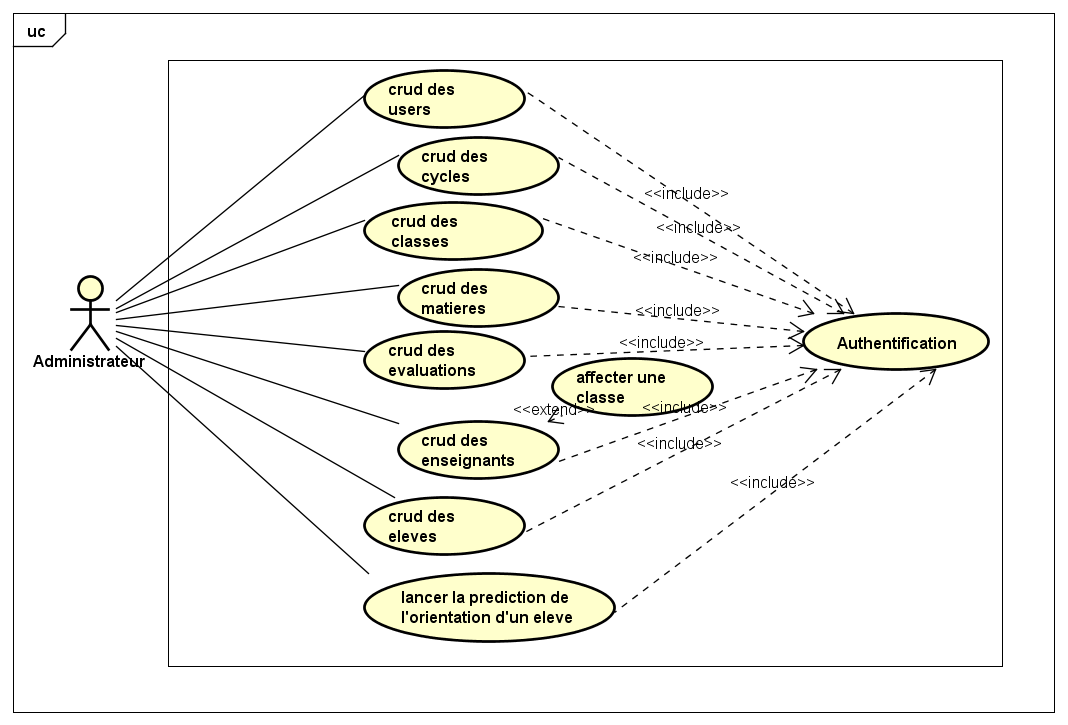 uc
crud des
users
crud des
cycles
<<include>>
crud des
classes
<<include>>
<<include>>
crud des
matieres
<<include>>
Authentification
crud des
evaluations
<<include>>
Administrateur
affecter une
classe
<<extend>>
<<include>>
crud des
enseignants
<<include>>
<<include>>
crud des
eleves
lancer la prediction de
l'orientation d'un eleve